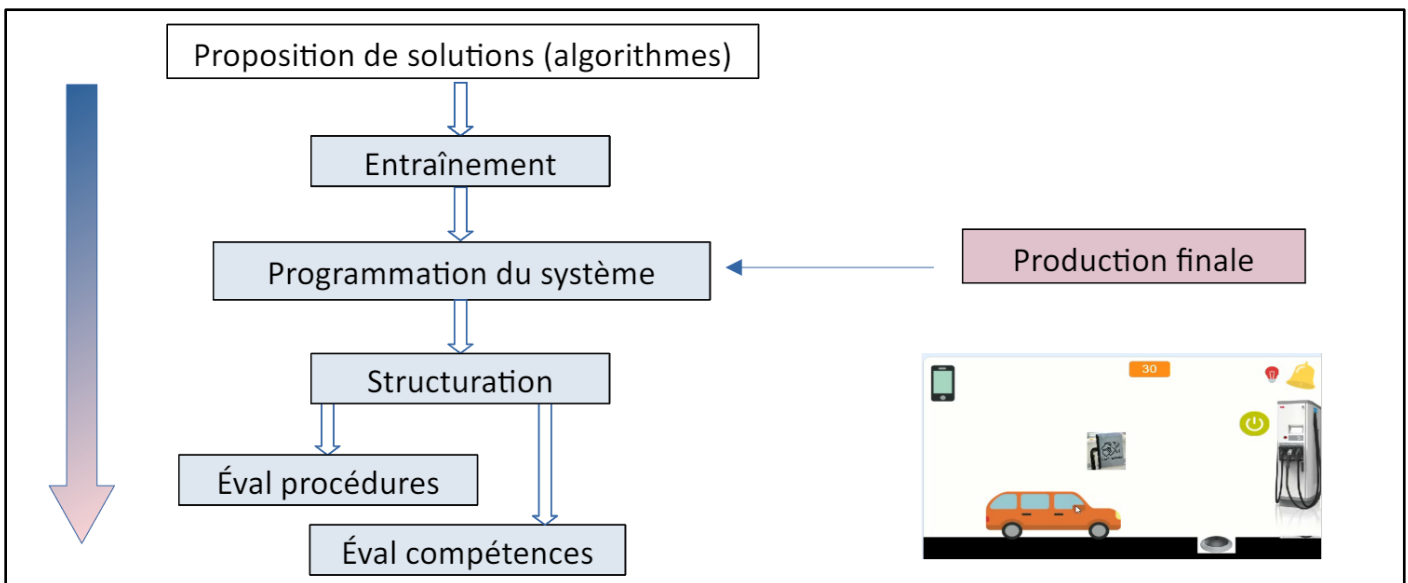 Proposition de solutions (algorithmes)
Entraînement
Programmation du système
Production finale
Structuration
30
Éval procédures
Éval compétences